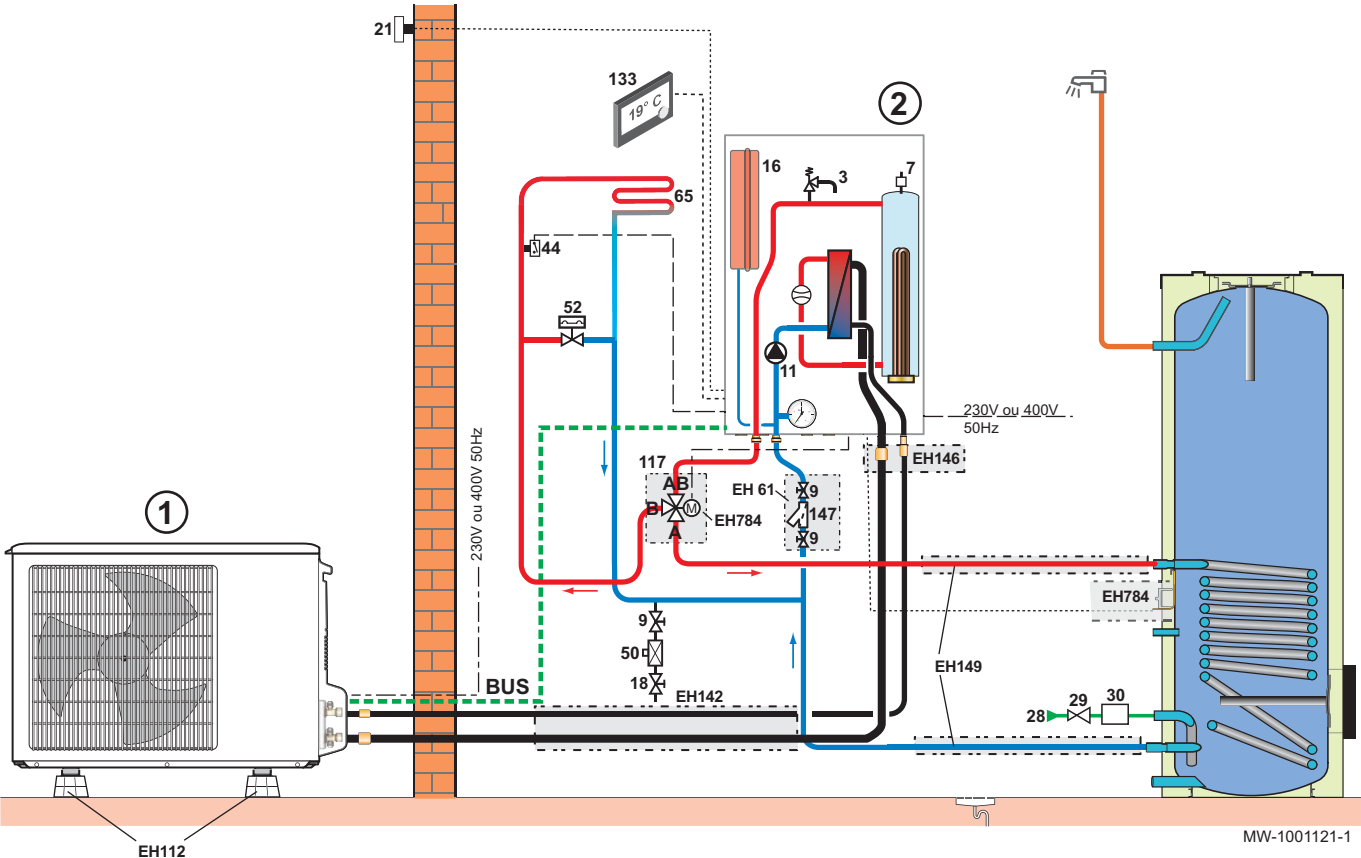 21
133
19° C
2
16
3
7
65
44
52
11
230V ou 400V
50Hz
EH146
117
AB
B
M
A
EH784
EH 61
9
147
9
1
230V ou 400V 50Hz
EH784
9
50
18
BUS
EH142
EH149
28
29
30
EH112
MW-1001121-1